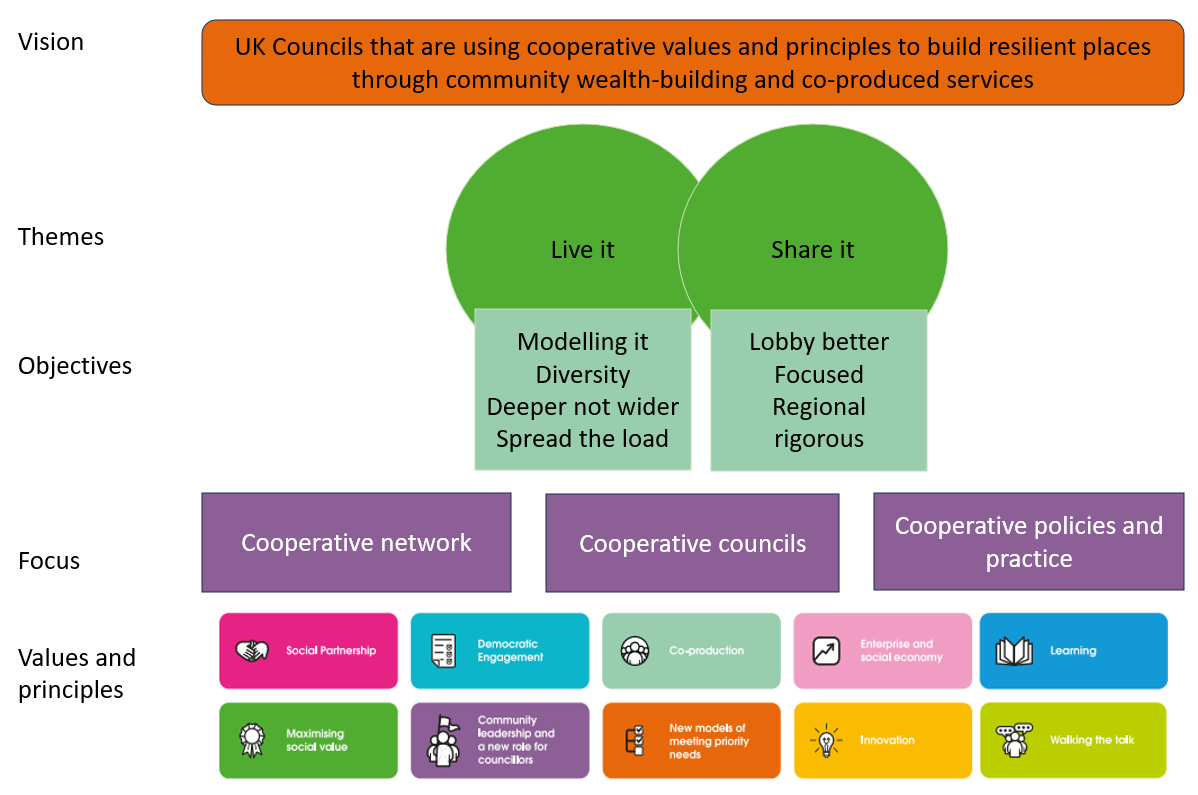 Vision
UK Councils that are using cooperative values and principles to build resilient places
through community wealth-building and co-produced services
Themes
Live it
Share it
Objectives
Modelling it
Diversity
Deeper not wider
Spread the load
Lobby better
Focused
Regional
rigorous
Focus
Cooperative network
Cooperative councils
Cooperative policies and
practice
Values and
principles
Social Partnership
Democratic
Engagement
Co-production
Enterprise and
social economy
Learning
Maximising
social value
Community
leadership and
a new role for
councillors
New models of
meeting priority
needs
Innovation
Walking the talk